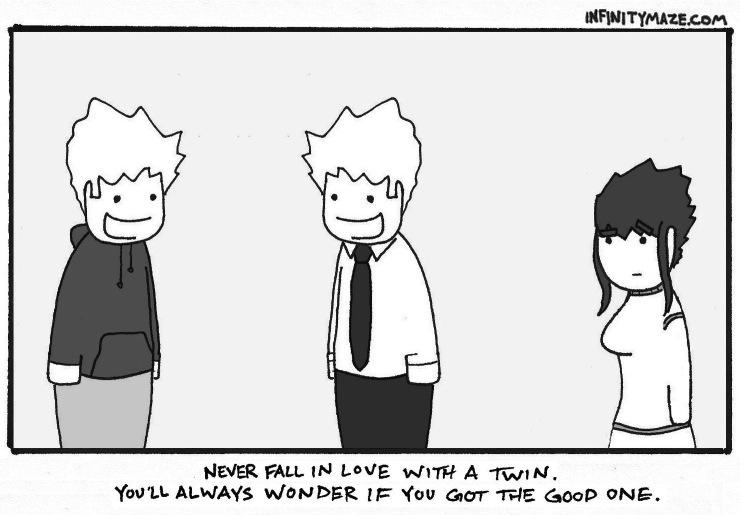 INFINITYMAZE.COM
NEVER FALL IN LOVE WITH A TWIN.
YOU'LL ALWAYS WONDER IF YOU GOT THE GOOD ONE.